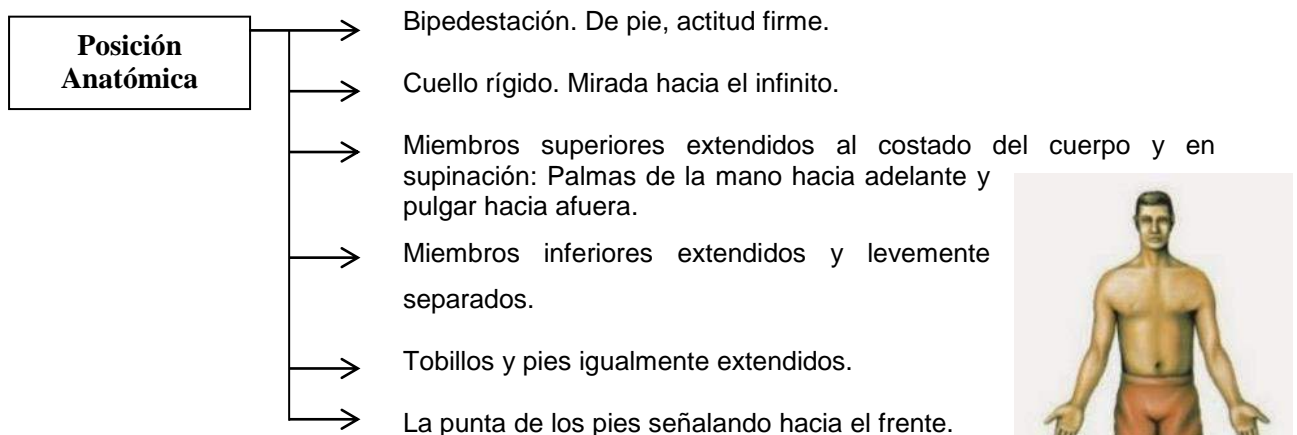 Posición
Anatómica
Bipedestación. De pie, actitud firme.
Cuello rígido. Mirada hacia el infinito.
Miembros superiores extendidos al costado del cuerpo y en
supinación: Palmas de la mano hacia adelante y
pulgar hacia afuera.
Miembros inferiores extendidos y levemente
separados.
Tobillos y pies igualmente extendidos.
La punta de los pies señalando hacia el frente.